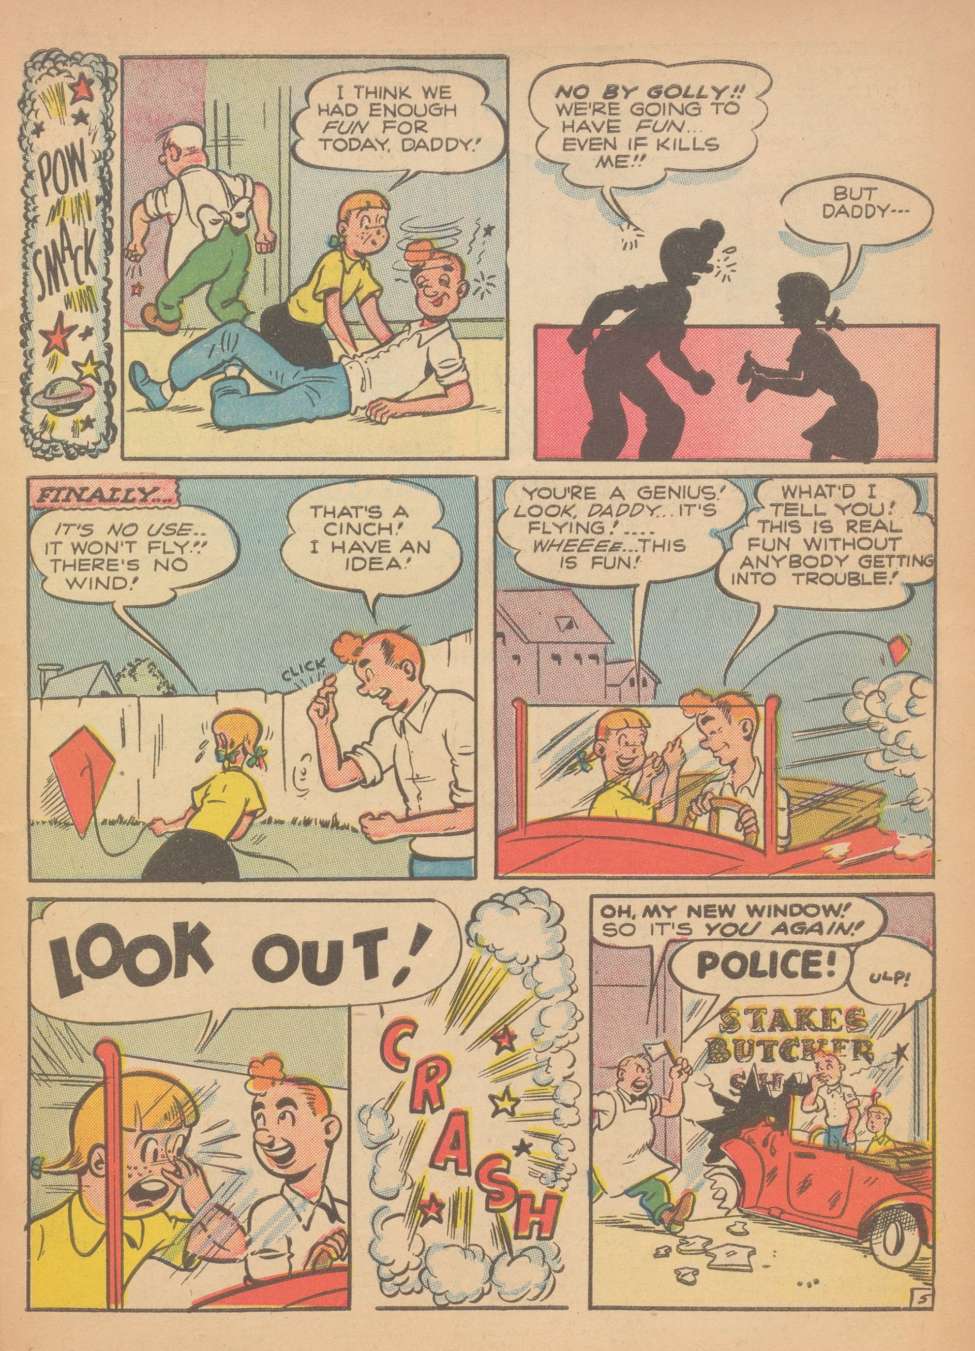 POW
SMACK
I THINK WE
HAD ENOUGH
FUN FOR
TODAY, DADDY!
NO BY GOLLY!!
WE'RE GOING TO
HAVE FUN...
EVEN IF KILLS
ME!!
BUT
DADDY---
FINALLY...
IT'S NO USE..
IT WON'T FLY!!
THERE'S NO
WIND!
THAT'S A
CINCH!
I HAVE AN
IDEA!
CLICK
YOU'RE A GENIUS!
LOOK, DADDY... IT'S
FLYING!....
WHEEEE...THIS
IS FUN!
WHAT'D I
TELL YOU!
THIS IS REAL
FUN WITHOUT
ANYBODY GETTING
INTO TROUBLE!
LOOK OUT!
CRASH
OH, MY NEW WINDOW!
SO IT'S YOU AGAIN!
POLICE!
ULP!
STAKES
BUTCHER
5